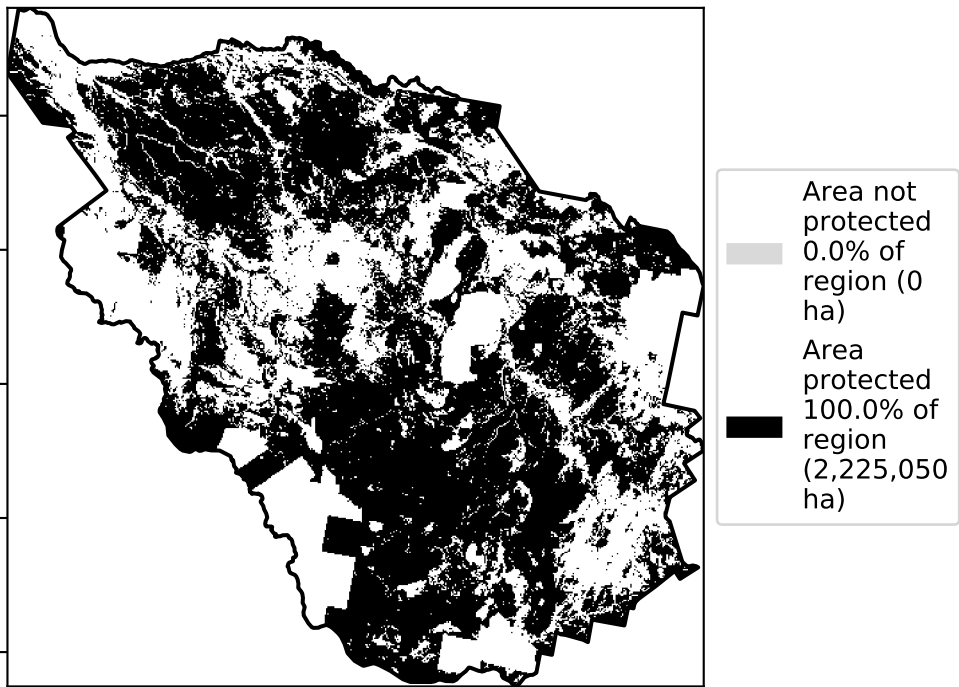 Area not
protected
0.0% of
region (0
ha)
Area
protected
100.0% of
region
(2,225,050
ha)